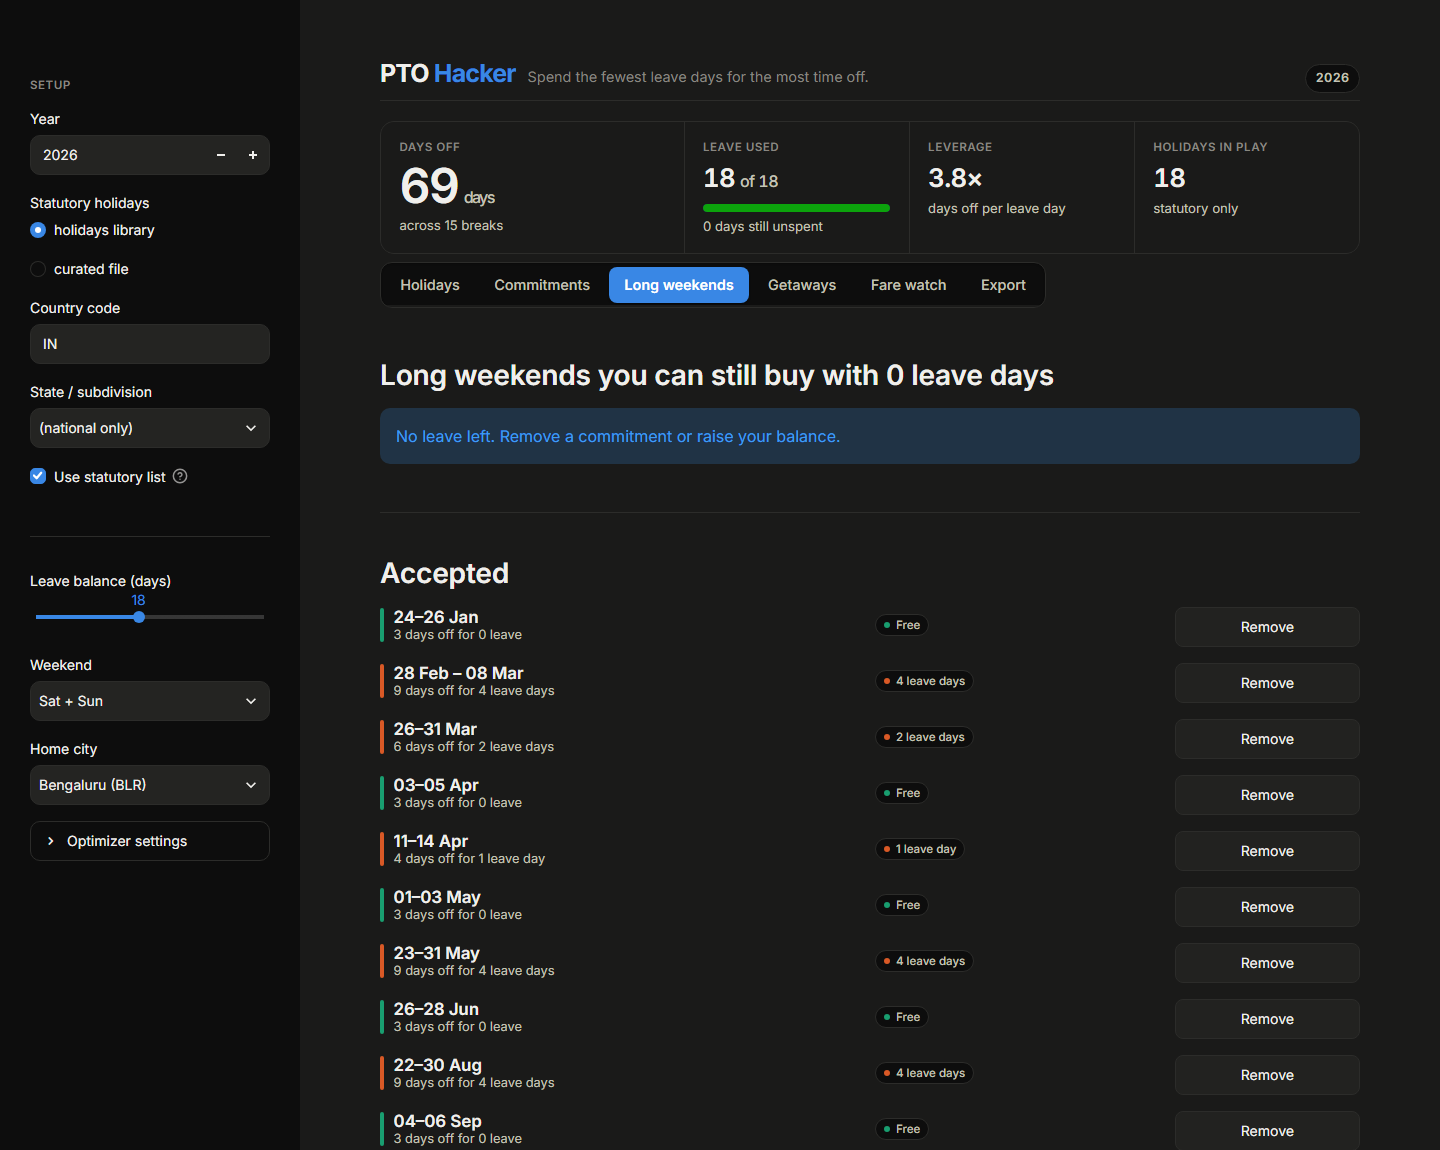 SETUP
Year
2026
Statutory holidays
holidays library
curated file
Country code
IN
State / subdivision
(national only)
Use statutory list
Leave balance (days)
18
Weekend
Sat + Sun
Home city
Bengaluru (BLR)
Optimizer settings
PTO Hacker Spend the fewest leave days for the most time off.
2026
DAYS OFF
69 days
across 15 breaks
LEAVE USED
18 of 18
0 days still unspent
LEVERAGE
3.8×
days off per leave day
HOLIDAYS IN PLAY
18
statutory only
Holidays Commitments Long weekends Getaways Fare watch Export
Long weekends you can still buy with 0 leave days
No leave left. Remove a commitment or raise your balance.
Accepted
24–26 Jan
3 days off for 0 leave
Free
Remove
28 Feb – 08 Mar
9 days off for 4 leave days
4 leave days
Remove
26–31 Mar
6 days off for 2 leave days
2 leave days
Remove
03–05 Apr
3 days off for 0 leave
Free
Remove
11–14 Apr
4 days off for 1 leave day
1 leave day
Remove
01–03 May
3 days off for 0 leave
Free
Remove
23–31 May
9 days off for 4 leave days
4 leave days
Remove
26–28 Jun
3 days off for 0 leave
Free
Remove
22–30 Aug
9 days off for 4 leave days
4 leave days
Remove
04–06 Sep
3 days off for 0 leave
Free
Remove